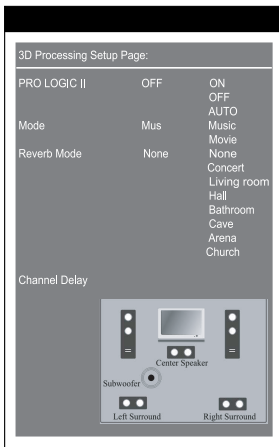 3D Processing Setup Page:
PRO LOGIC II OFF ON
OFF
AUTO
Mode Mus Music
Movie
Reverb Mode None None
Concert
Living room
Hall
Bathroom
Cave
Arena
Church
Channel Delay
Center Speaker
Subwoofer
Left Surround Right Surround